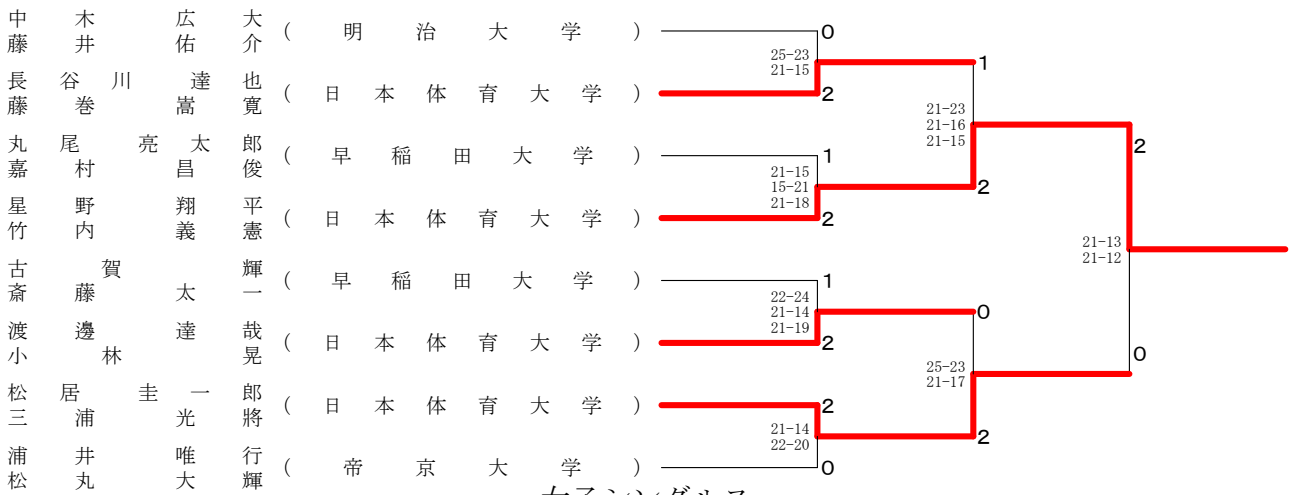 中木広大
藤井佑介
(明治大学)
0
25-23
21-15
1
長谷川達也
藤巻嵩寛
(日本体育大学)
2
21-23
21-16
21-15
2
丸尾亮太郎
嘉村昌俊
(早稲田大学)
1
21-15
15-21
21-18
2
星野翔平
竹内義憲
(日本体育大学)
2
21-13
21-12
古賀輝
斎藤太一
(早稲田大学)
1
22-24
21-14
21-19
0
渡邊達哉
小林晃
(日本体育大学)
2
25-23
21-17
0
松居圭一郎
三浦光將
(日本体育大学)
2
21-14
22-20
2
浦井唯行
松丸大輝
(帝京大学)
0
女子シングルス